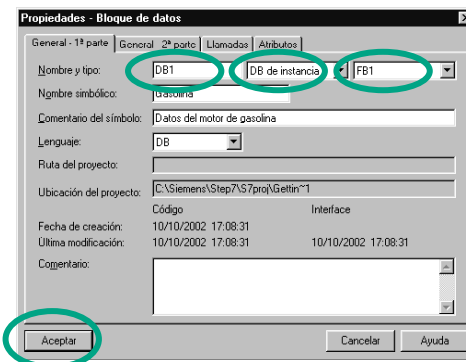 Propiedades - Bloque de datos
General - 1ª parte General 2ª parte Llamadas Atributos
Nombre y tipo: DB1 DB de instancia FB1
Nombre simbólico: Gasolina
Comentario del símbolo: Datos del motor de gasolina
Lenguaje: DB
Ruta del proyecto:
Ubicación del proyecto: C:\Siemens\Step7\S7proj\Gettin~1
Código Interface
Fecha de creación: 10/10/2002 17:08:31
Última modificación: 10/10/2002 17:08:31 10/10/2002 17:08:31
Comentario:
Aceptar Cancelar Ayuda